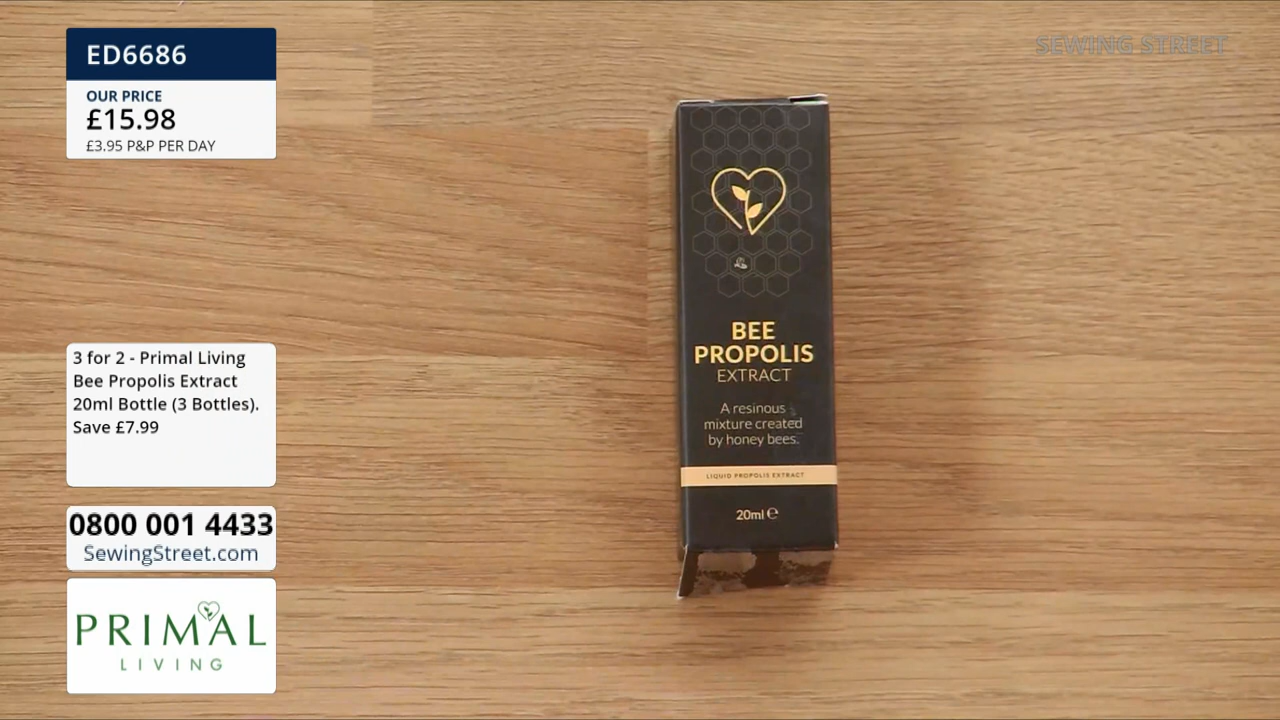 ED6686
OUR PRICE
£15.98
£3.95 P&P PER DAY
3 for 2 - Primal Living
Bee Propolis Extract
20ml Bottle (3 Bottles).
Save £7.99
0800 001 4433
SewingStreet.com
PRIMAL
LIVING
SEWING STREET
BEE
PROPOLIS
EXTRACT
A resinous
mixture created
by honey bees.
LIQUID PROPOLIS EXTRACT
20ml ℮